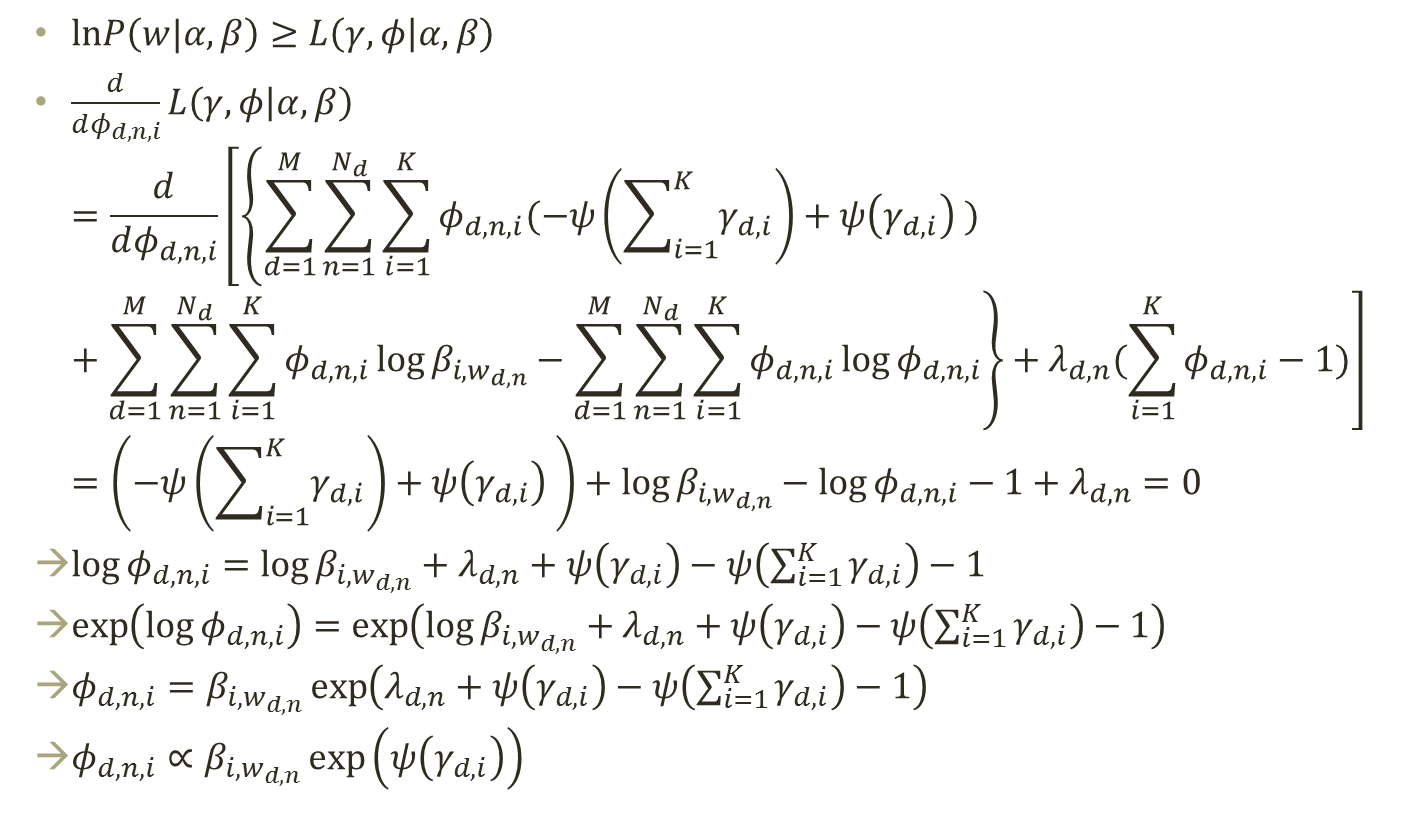 • lnP(w|α, β) ≥ L(γ, ϕ|α, β)
• d/dϕ_{d,n,i} L(γ, ϕ|α, β)
= d/dϕ_{d,n,i} [ { ∑_{d=1}^{M} ∑_{n=1}^{N_d} ∑_{i=1}^{K} ϕ_{d,n,i}(−ψ(∑_{i=1}^{K} γ_{d,i}) + ψ(γ_{d,i}) )
+ ∑_{d=1}^{M} ∑_{n=1}^{N_d} ∑_{i=1}^{K} ϕ_{d,n,i} log β_{i,w_{d,n}} − ∑_{d=1}^{M} ∑_{n=1}^{N_d} ∑_{i=1}^{K} ϕ_{d,n,i} log ϕ_{d,n,i} } + λ_{d,n}(∑_{i=1}^{K} ϕ_{d,n,i} − 1) ]
= (−ψ(∑_{i=1}^{K} γ_{d,i}) + ψ(γ_{d,i}) ) + log β_{i,w_{d,n}} − log ϕ_{d,n,i} − 1 + λ_{d,n} = 0
→ log ϕ_{d,n,i} = log β_{i,w_{d,n}} + λ_{d,n} + ψ(γ_{d,i}) − ψ(∑_{i=1}^{K} γ_{d,i}) − 1
→ exp(log ϕ_{d,n,i}) = exp(log β_{i,w_{d,n}} + λ_{d,n} + ψ(γ_{d,i}) − ψ(∑_{i=1}^{K} γ_{d,i}) − 1)
→ ϕ_{d,n,i} = β_{i,w_{d,n}} exp(λ_{d,n} + ψ(γ_{d,i}) − ψ(∑_{i=1}^{K} γ_{d,i}) − 1)
→ ϕ_{d,n,i} ∝ β_{i,w_{d,n}} exp(ψ(γ_{d,i}))